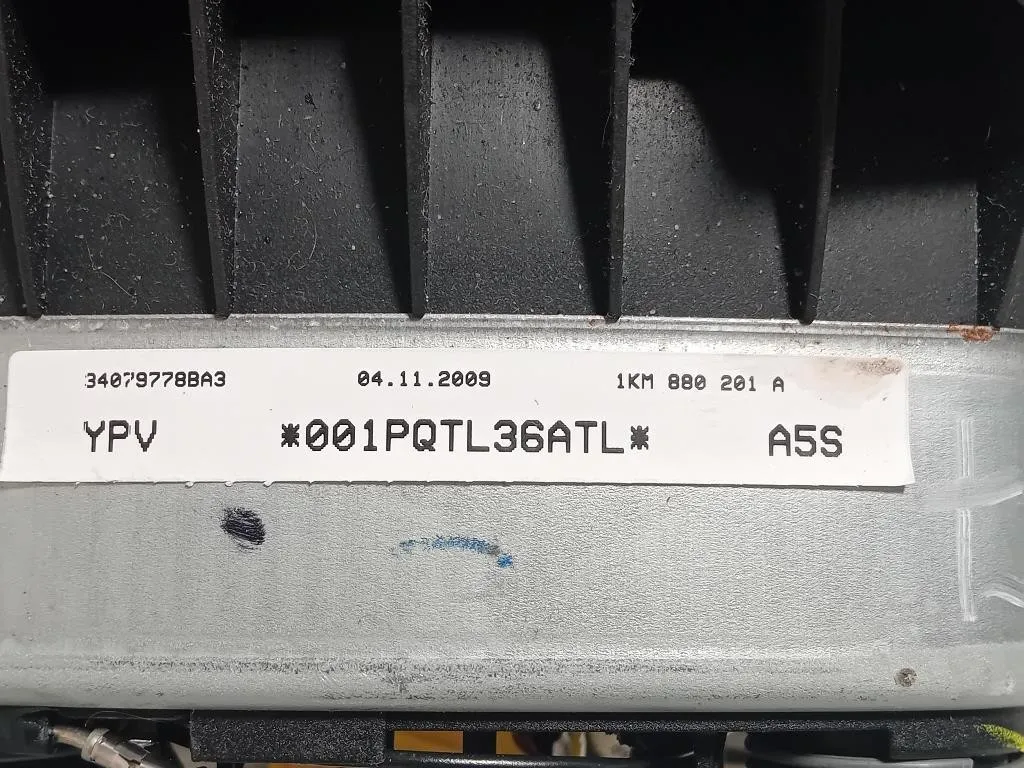 34079778BA3 04.11.2009 1KM 880 201 A
YPV *001PQTL36ATL* A5S